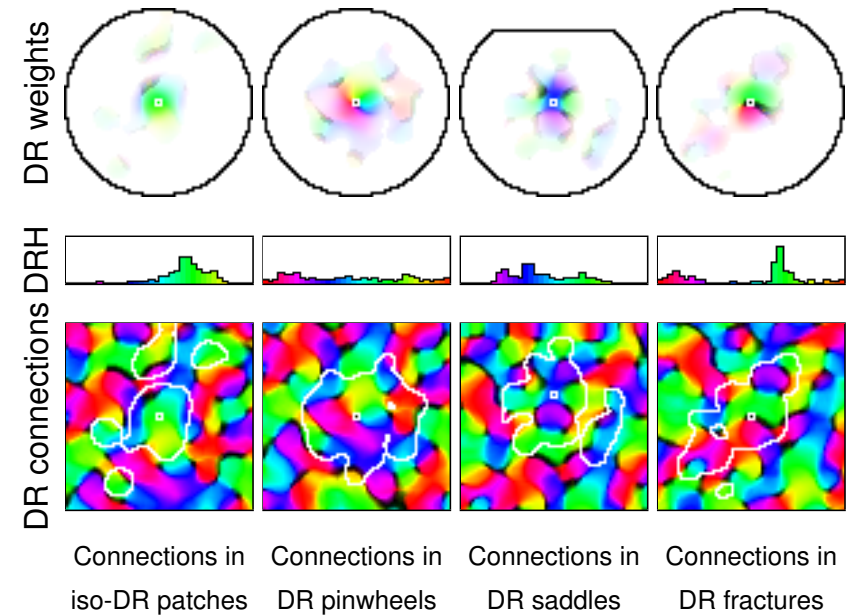 DR weights
DRH
DR connections
Connections in
iso-DR patches
Connections in
DR pinwheels
Connections in
DR saddles
Connections in
DR fractures